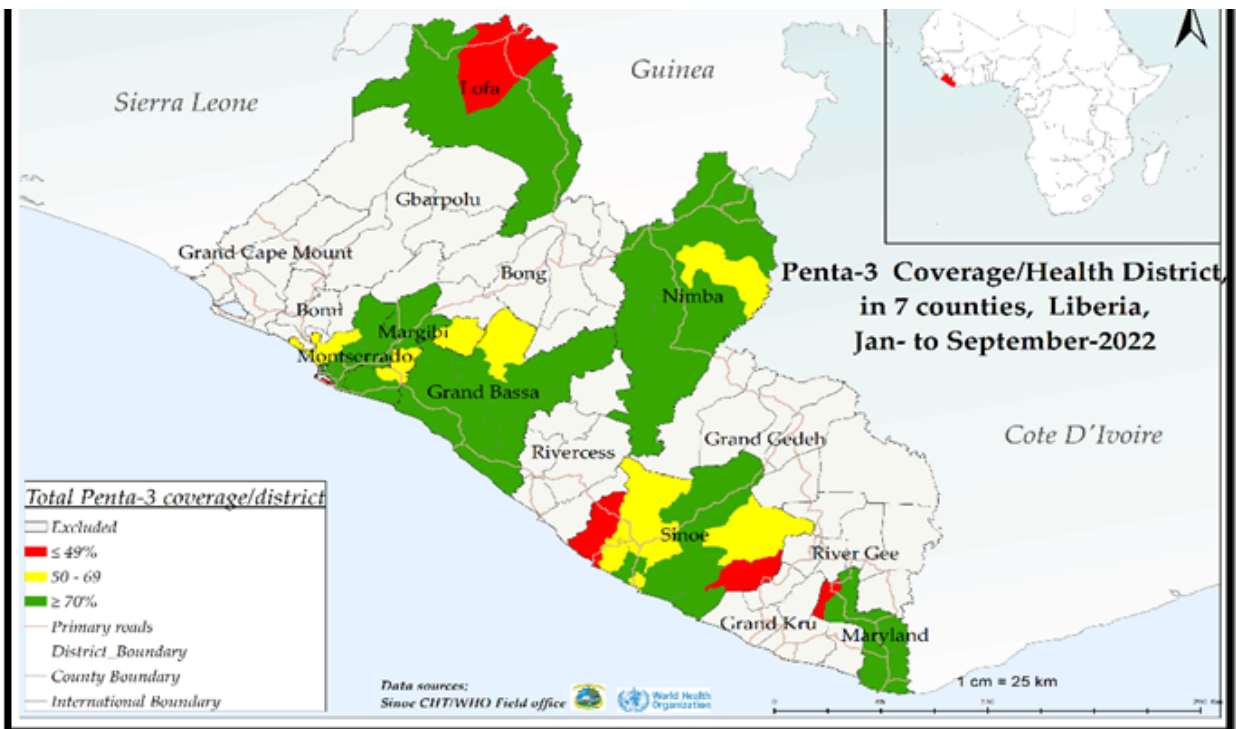 Guinea
Sierra Leone
Lofa
Gbarpolu
Grand Cape Mount
Bong
Bomi
Nimba
Margibi
Montserrado
Grand Bassa
Penta-3 Coverage/Health District,
in 7 counties, Liberia,
Jan- to September-2022
Cote D'Ivoire
Grand Gedeh
Rivercess
Sinoe
River Gee
Grand Kru
Maryland
Total Penta-3 coverage/district
Excluded
≤ 49%
50 - 69
≥ 70%
Primary roads
District_Boundary
County Boundary
International Boundary
Data sources;
Sinoe CHT/WHO Field office
World Health
Organization
1 cm = 25 km
0